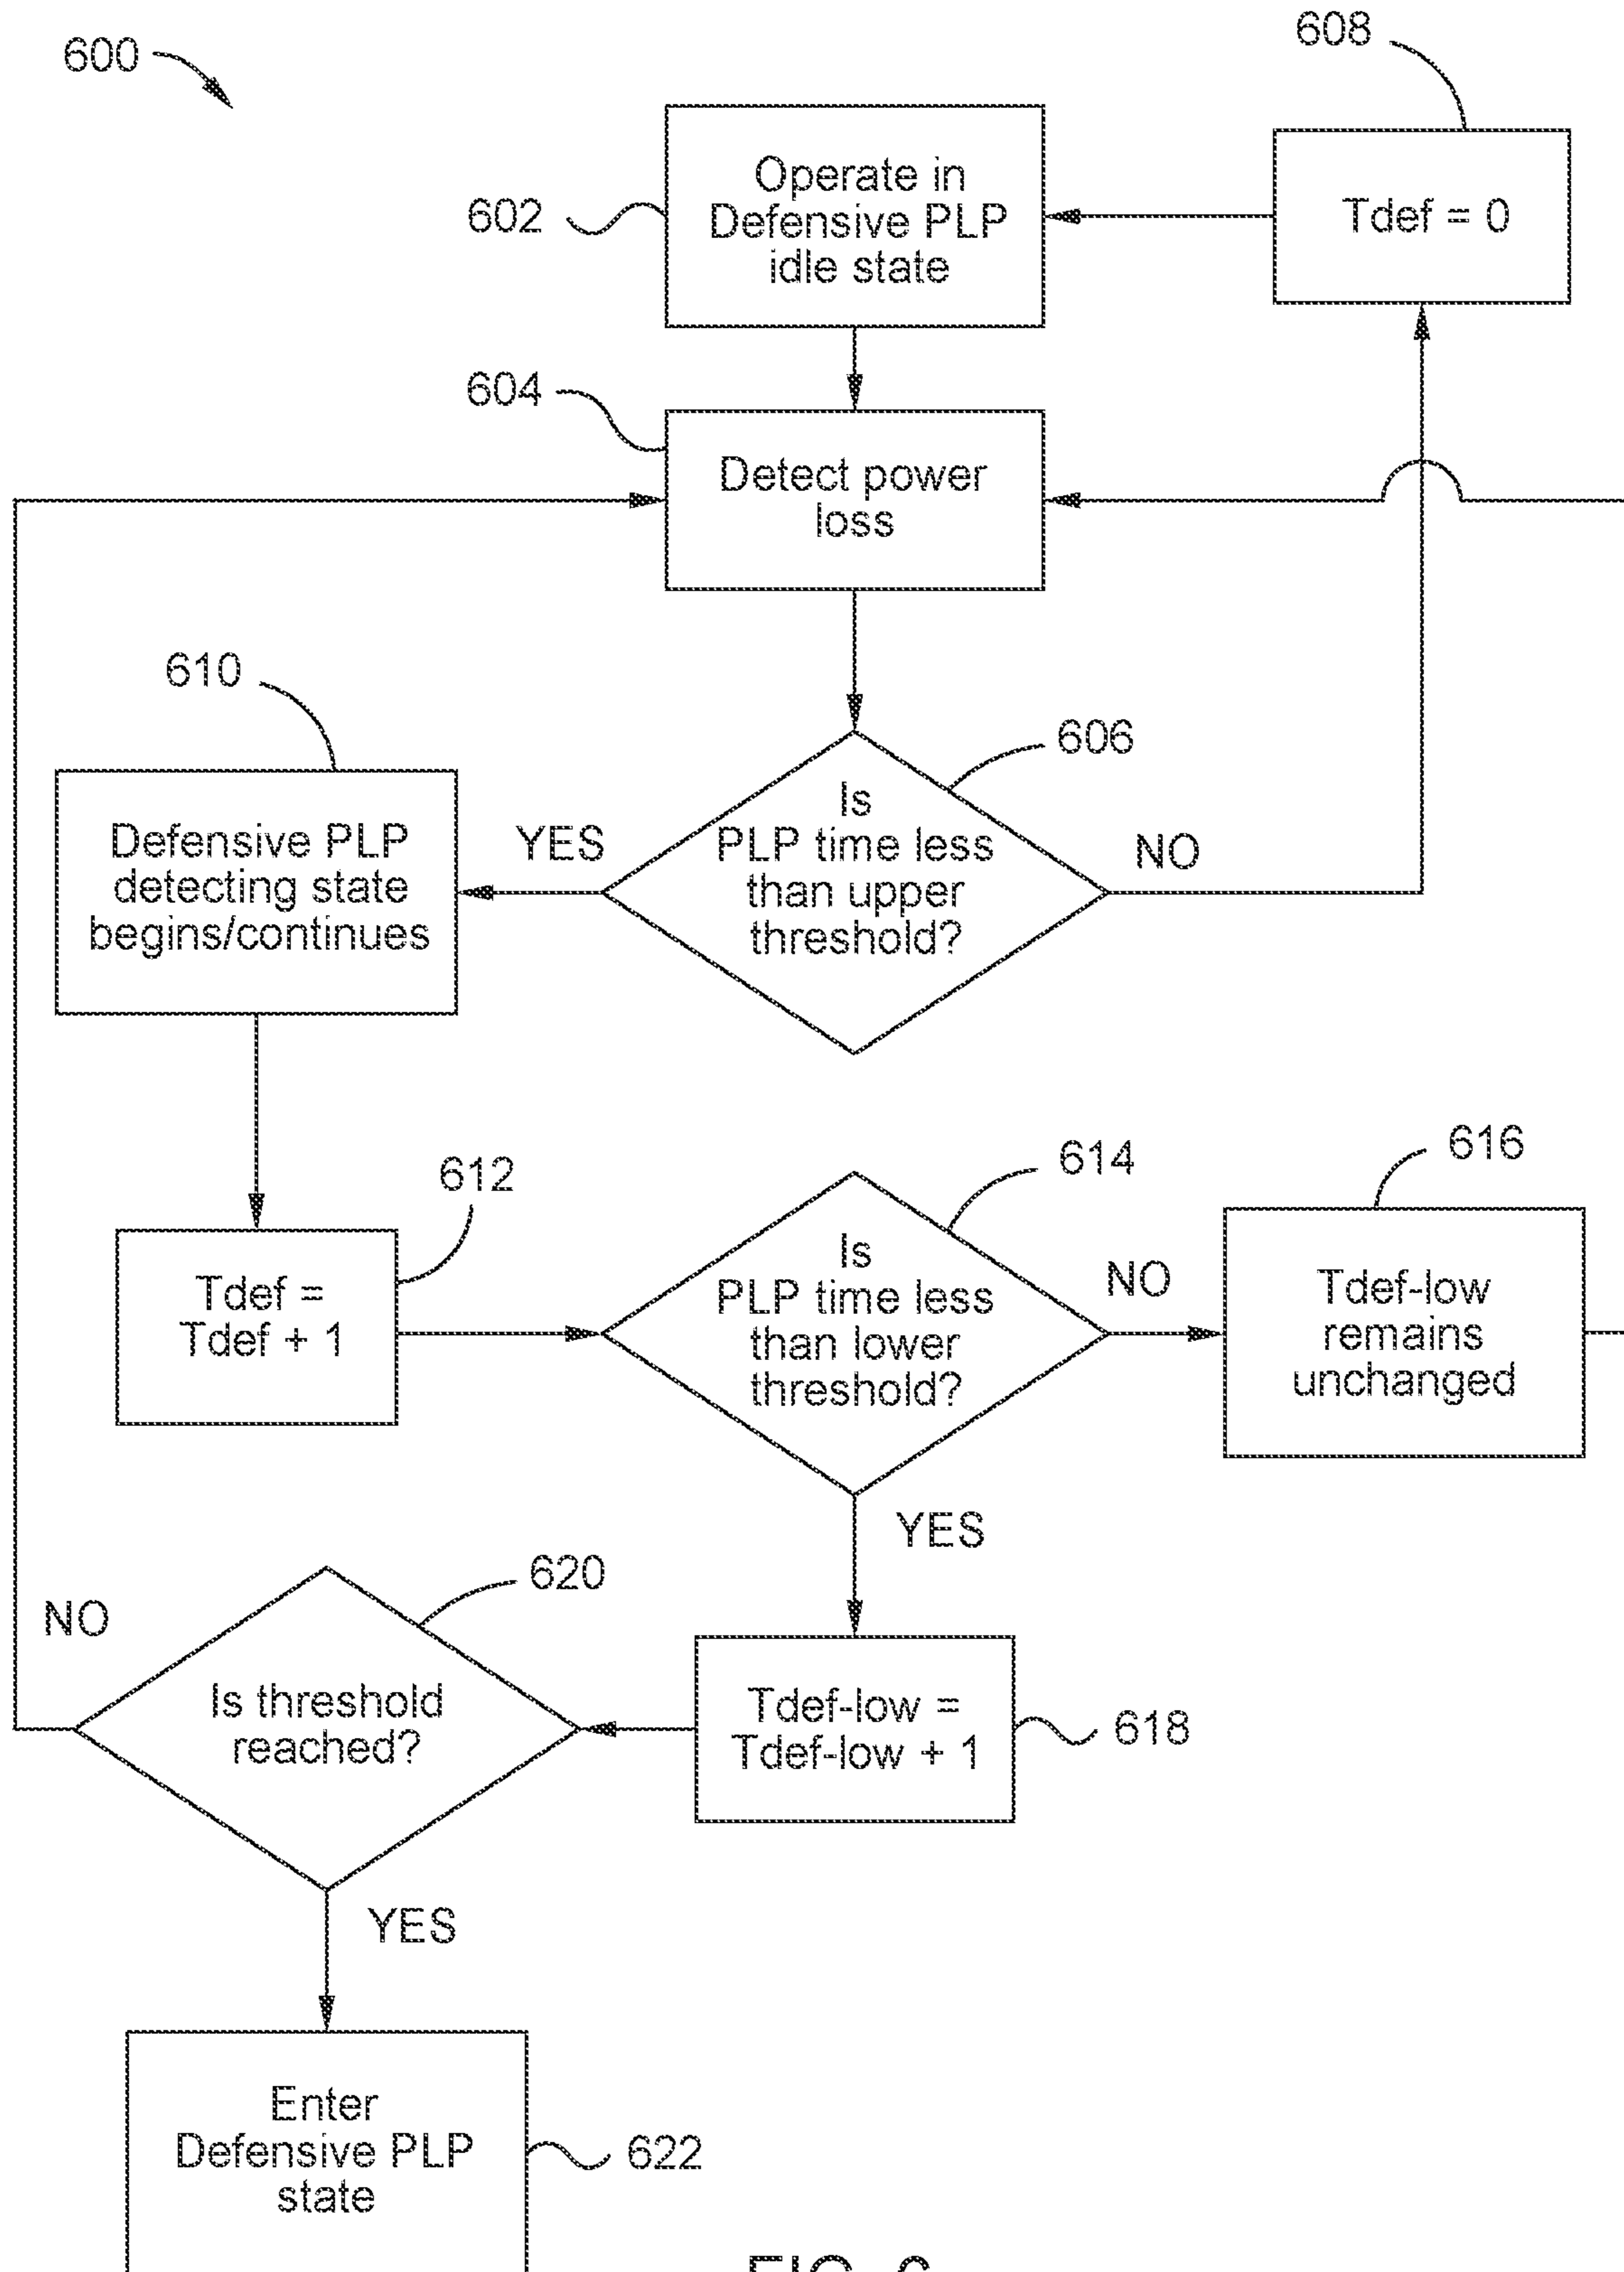 600
608
Operate in
Defensive PLP
idle state
602
Tdef = 0
604
Detect power
loss
610
606
Is
PLP time less
than upper
threshold?
YES
NO
Defensive PLP
detecting state
begins/continues
612
614
616
Tdef =
Tdef + 1
Is
PLP time less
than lower
threshold?
NO
Tdef-low
remains
unchanged
YES
620
NO
Is threshold
reached?
Tdef-low =
Tdef-low + 1
618
YES
Enter
Defensive PLP
state
622
FIG. 6